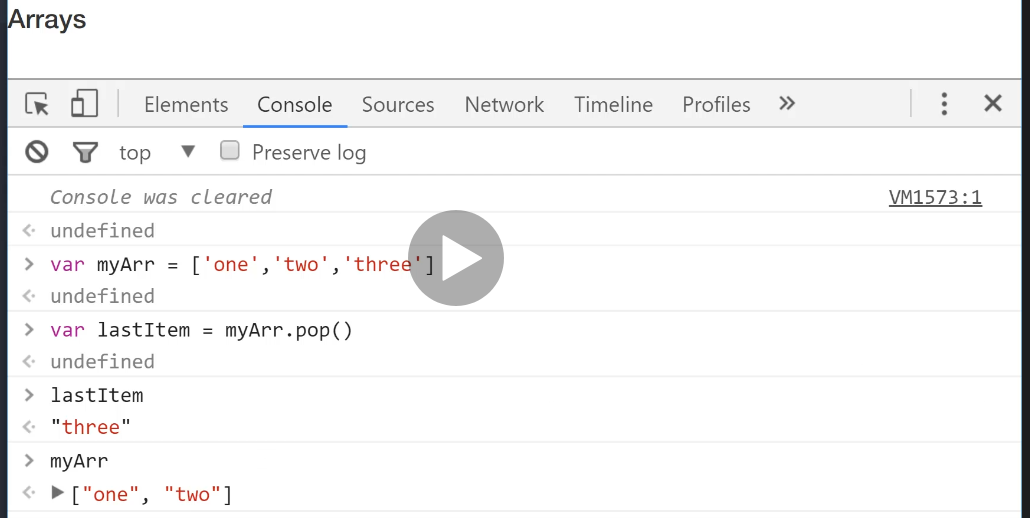 Arrays
Elements Console Sources Network Timeline Profiles »
top Preserve log
Console was cleared VM1573:1
undefined
var myArr = ['one','two','three']
undefined
var lastItem = myArr.pop()
undefined
lastItem
"three"
myArr
["one", "two"]